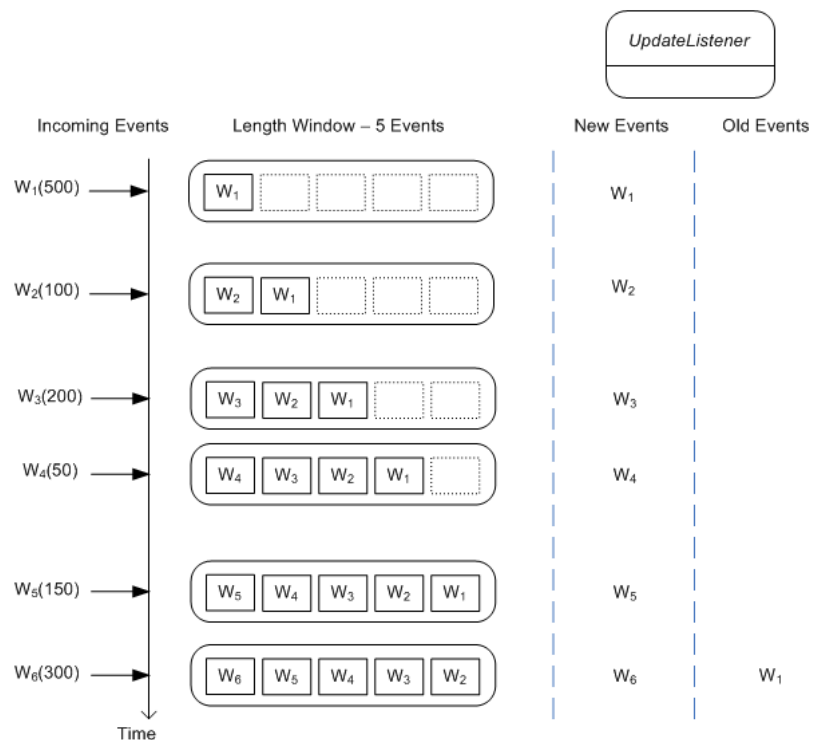 UpdateListener
Incoming Events Length Window – 5 Events New Events Old Events
W₁(500) W₁ W₁
W₂(100) W₂ W₁ W₂
W₃(200) W₃ W₂ W₁ W₃
W₄(50) W₄ W₃ W₂ W₁ W₄
W₅(150) W₅ W₄ W₃ W₂ W₁ W₅
W₆(300) W₆ W₅ W₄ W₃ W₂ W₆ W₁
Time